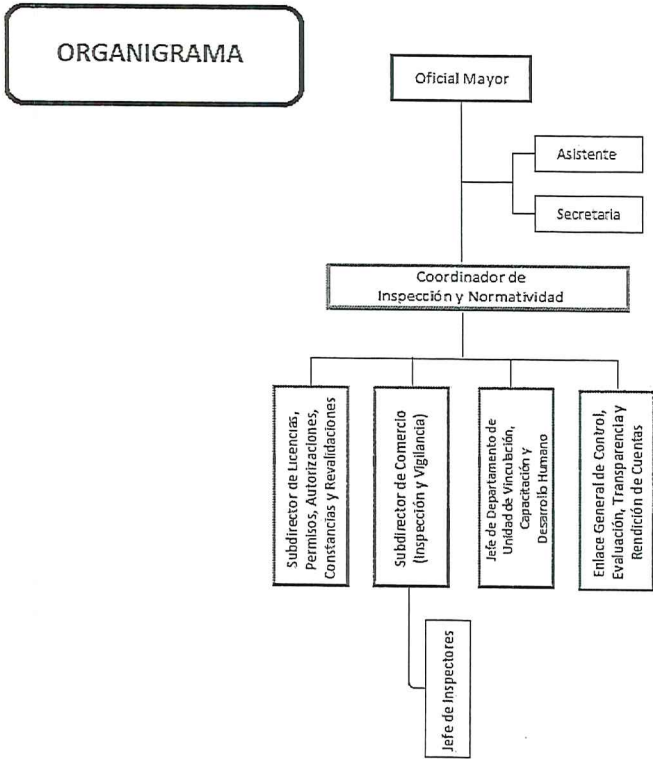 ORGANIGRAMA
Oficial Mayor
Asistente
Secretaria
Coordinador de
Inspección y Normatividad
Subdirector de Licencias,
Permisos, Autorizaciones,
Constancias y Revalidaciones
Subdirector de Comercio
(Inspección y Vigilancia)
Jefe de Departamento de
Unidad de Vinculación,
Capacitación y
Desarrollo Humano
Enlace General de Control,
Evaluación, Transparencia y
Rendición de Cuentas
Jefe de Inspectores